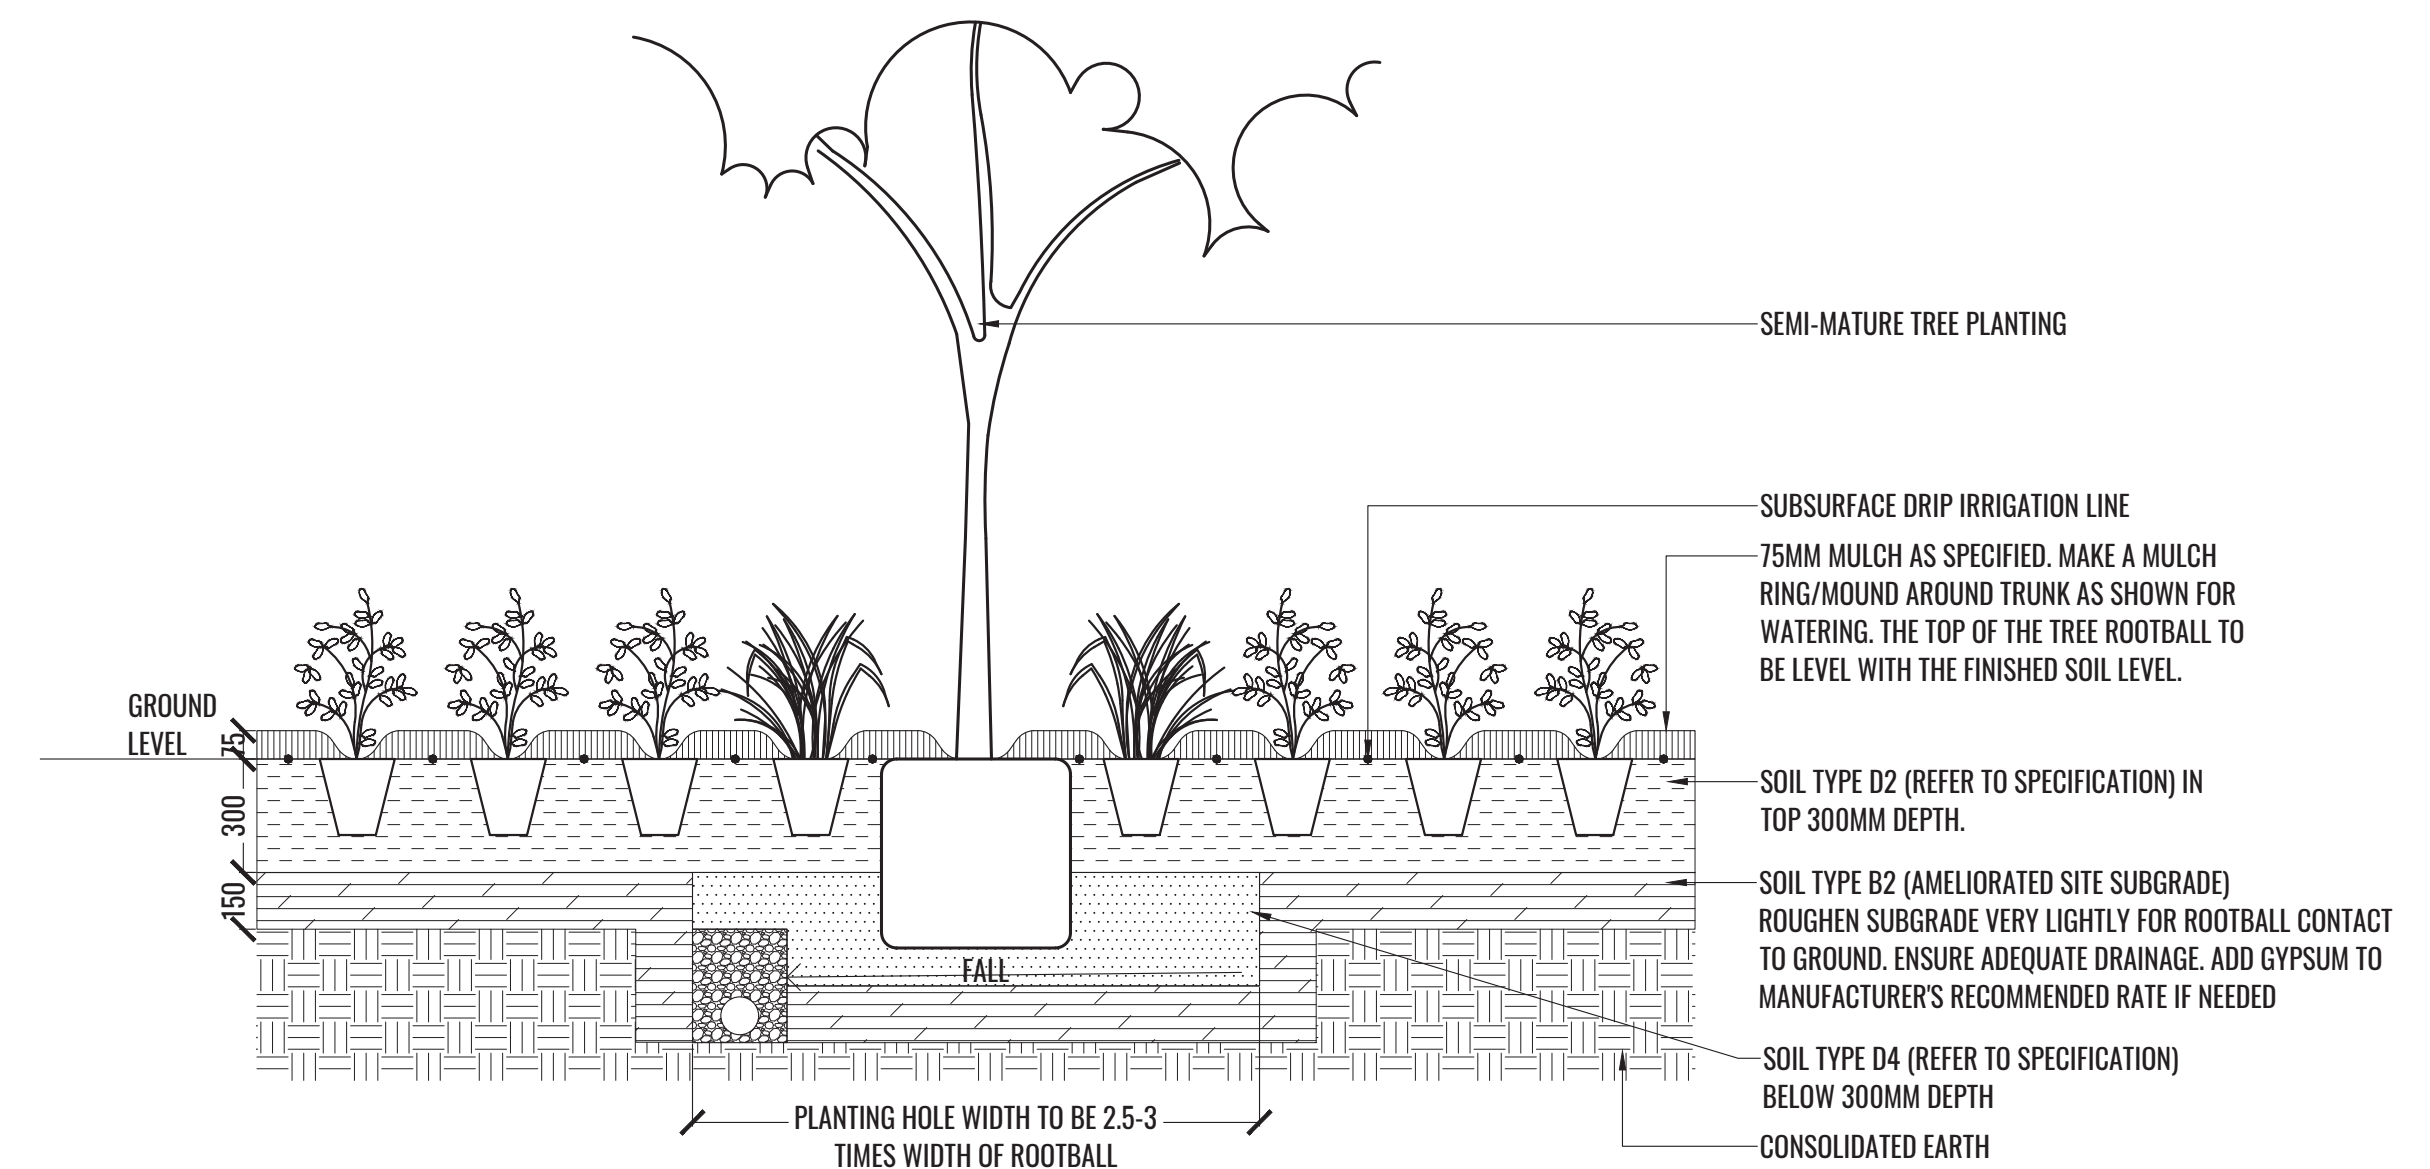 SEMI-MATURE TREE PLANTING
SUBSURFACE DRIP IRRIGATION LINE
75MM MULCH AS SPECIFIED. MAKE A MULCH
RING/MOUND AROUND TRUNK AS SHOWN FOR
WATERING. THE TOP OF THE TREE ROOTBALL TO
BE LEVEL WITH THE FINISHED SOIL LEVEL.
GROUND
LEVEL
75
300
150
SOIL TYPE D2 (REFER TO SPECIFICATION) IN
TOP 300MM DEPTH.
SOIL TYPE B2 (AMELIORATED SITE SUBGRADE)
ROUGHEN SUBGRADE VERY LIGHTLY FOR ROOTBALL CONTACT
TO GROUND. ENSURE ADEQUATE DRAINAGE. ADD GYPSUM TO
MANUFACTURER'S RECOMMENDED RATE IF NEEDED
FALL
SOIL TYPE D4 (REFER TO SPECIFICATION)
BELOW 300MM DEPTH
CONSOLIDATED EARTH
PLANTING HOLE WIDTH TO BE 2.5-3
TIMES WIDTH OF ROOTBALL